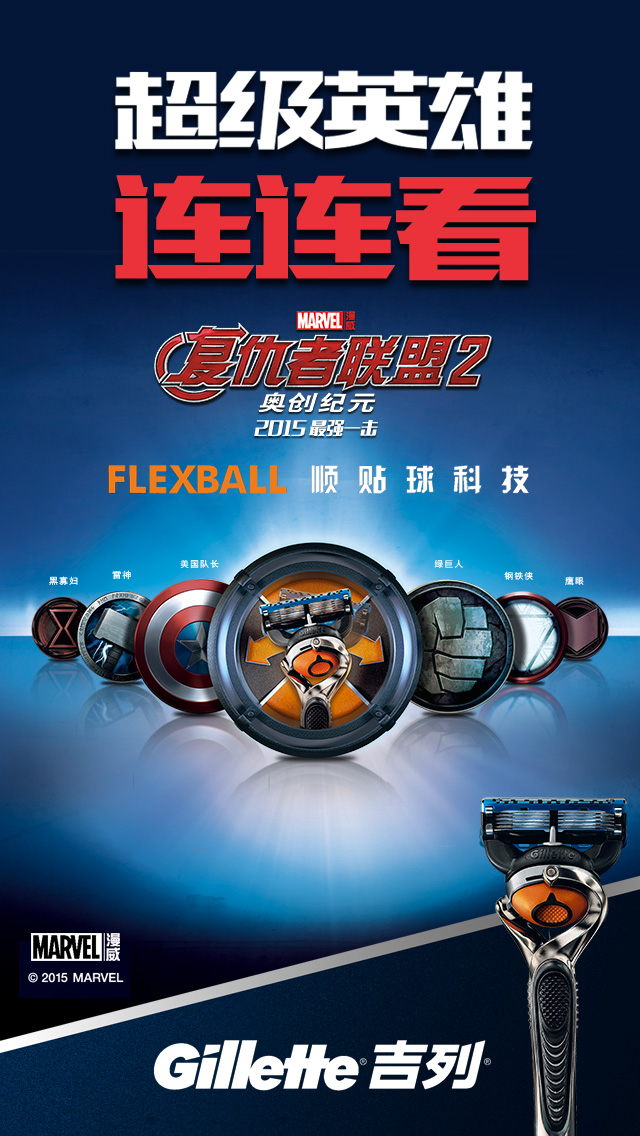 超级英雄
连连看
MARVEL 漫威
复仇者联盟2
奥创纪元
2015 最强一击
FLEXBALL 顺贴球科技
黑寡妇
雷神
美国队长
绿巨人
钢铁侠
鹰眼
Gillette
MARVEL 漫威
© 2015 MARVEL
Gillette® 吉列®